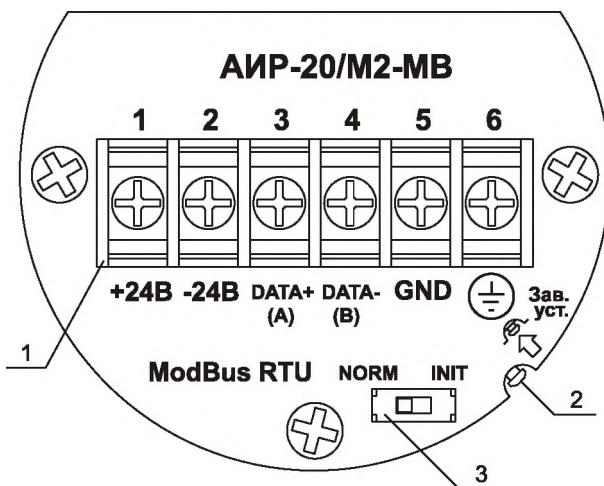 АИР-20/М2-МВ
1 2 3 4 5 6
+24В -24В DATA+ DATA- GND Зав.
(A) (B) уст.
1
ModBus RTU NORM INIT
2
3